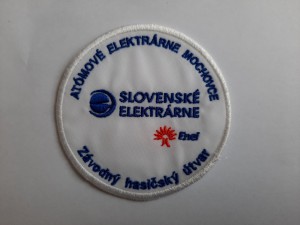 ATÓMOVÉ ELEKTRÁRNE MOCHOVCE
SLOVENSKÉ
ELEKTRÁRNE
Enel
Závodný hasičský útvar